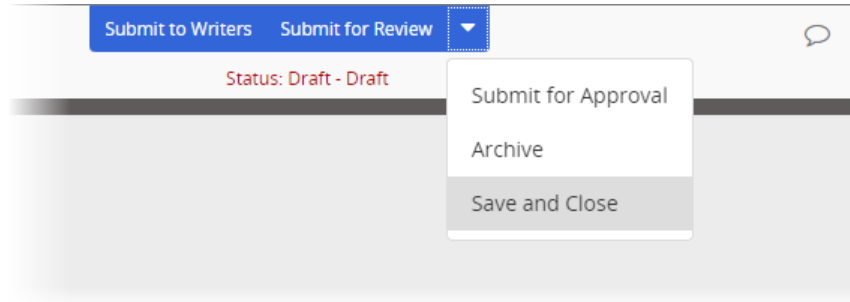 Submit to Writers Submit for Review
Status: Draft - Draft
Submit for Approval
Archive
Save and Close